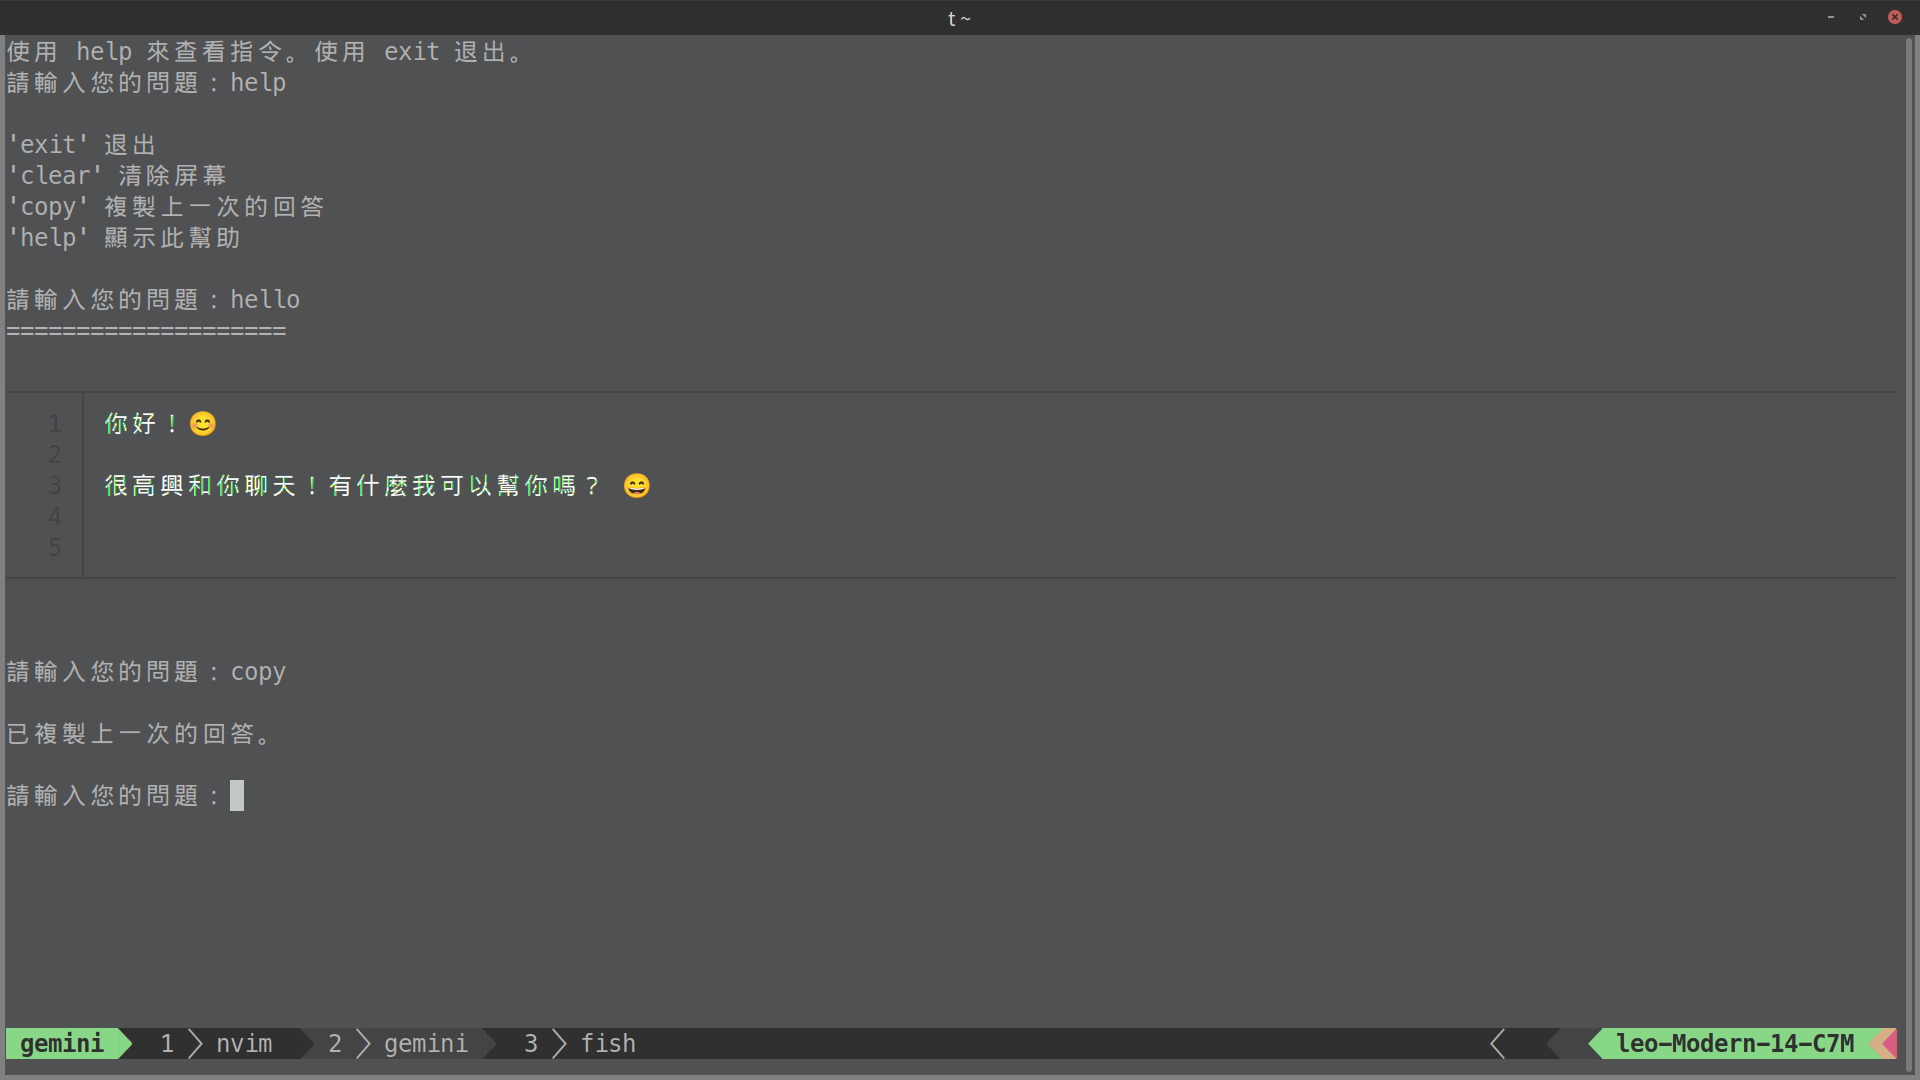 t ~
使用 help 來查看指令。使用 exit 退出。
請輸入您的問題：help
'exit' 退出
'clear' 清除屏幕
'copy' 複製上一次的回答
'help' 顯示此幫助
請輸入您的問題：hello
====================
1 你好！😊
2
3 很高興和你聊天！有什麼我可以幫你嗎？ 😄
4
5
請輸入您的問題：copy
已複製上一次的回答。
請輸入您的問題：
gemini 1 nvim 2 gemini 3 fish leo-Modern-14-C7M